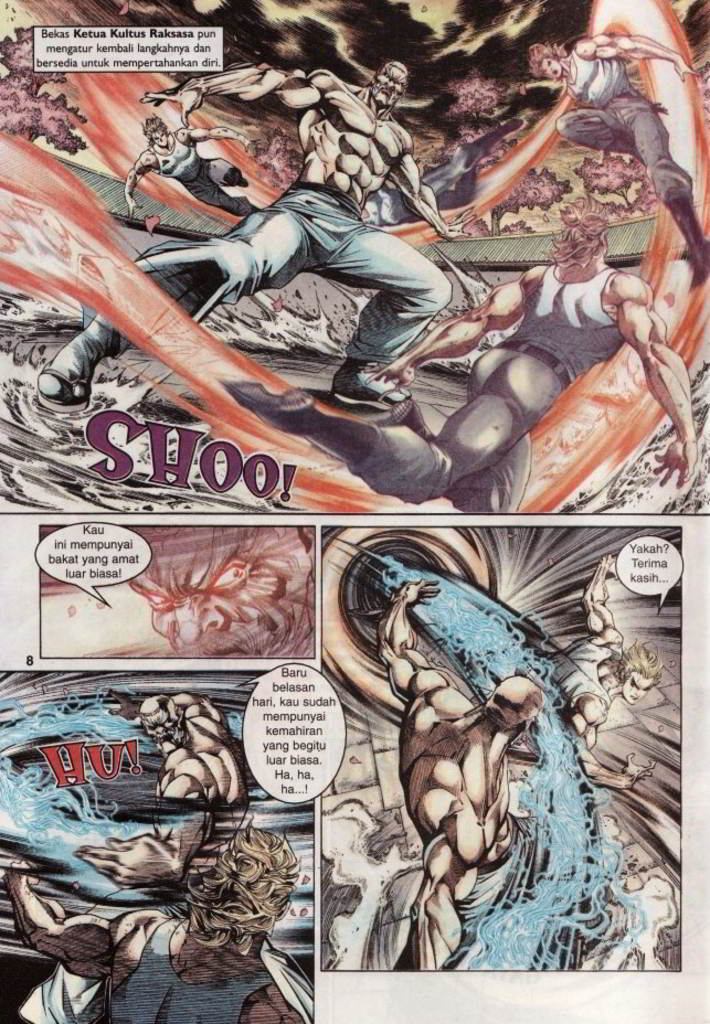 Bekas Ketua Kultus Raksasa pun
mengatur kembali langkahnya dan
bersedia untuk mempertahankan diri.
SHOO!
Kau
ini mempunyai
bakat yang amat
luar biasa!
Yakah?
Terima
kasih...
8
Baru
belasan
hari, kau sudah
mempunyai
kemahiran
yang begitu
luar biasa.
Ha, ha,
ha...!
HU!